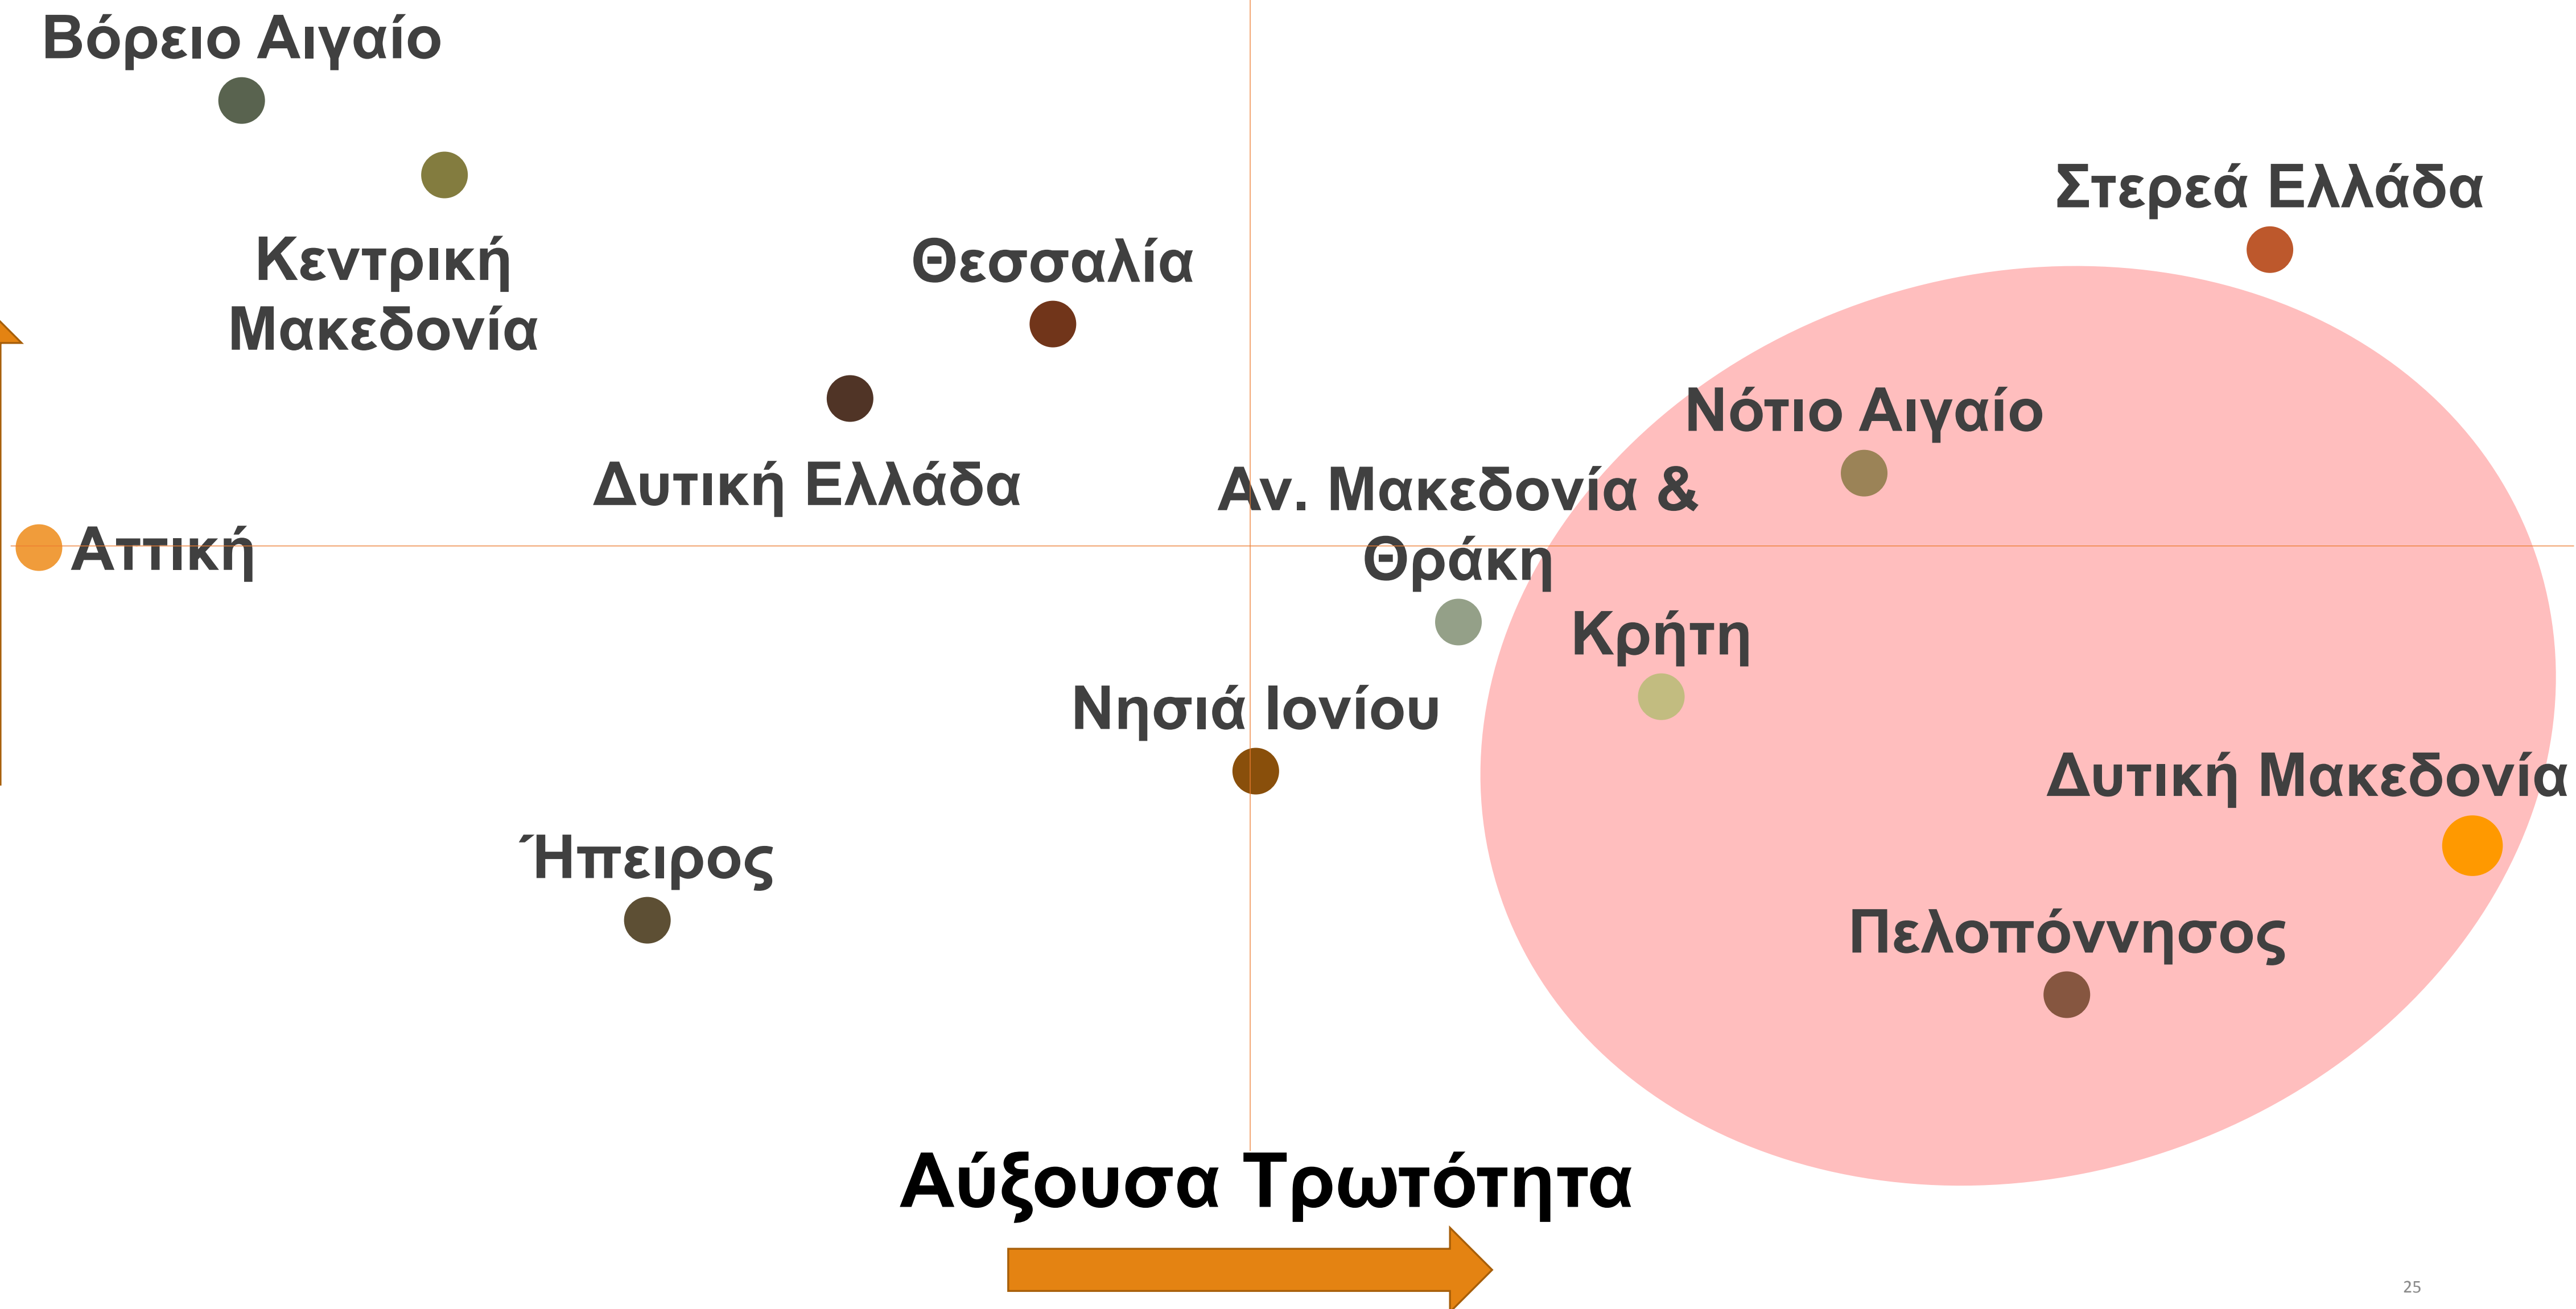 Βόρειο Αιγαίο
Στερεά Ελλάδα
Κεντρική
Μακεδονία
Θεσσαλία
Νότιο Αιγαίο
Δυτική Ελλάδα
Αν. Μακεδονία &
Θράκη
Αττική
Κρήτη
Νησιά Ιονίου
Δυτική Μακεδονία
Ήπειρος
Πελοπόννησος
Αύξουσα Τρωτότητα
25